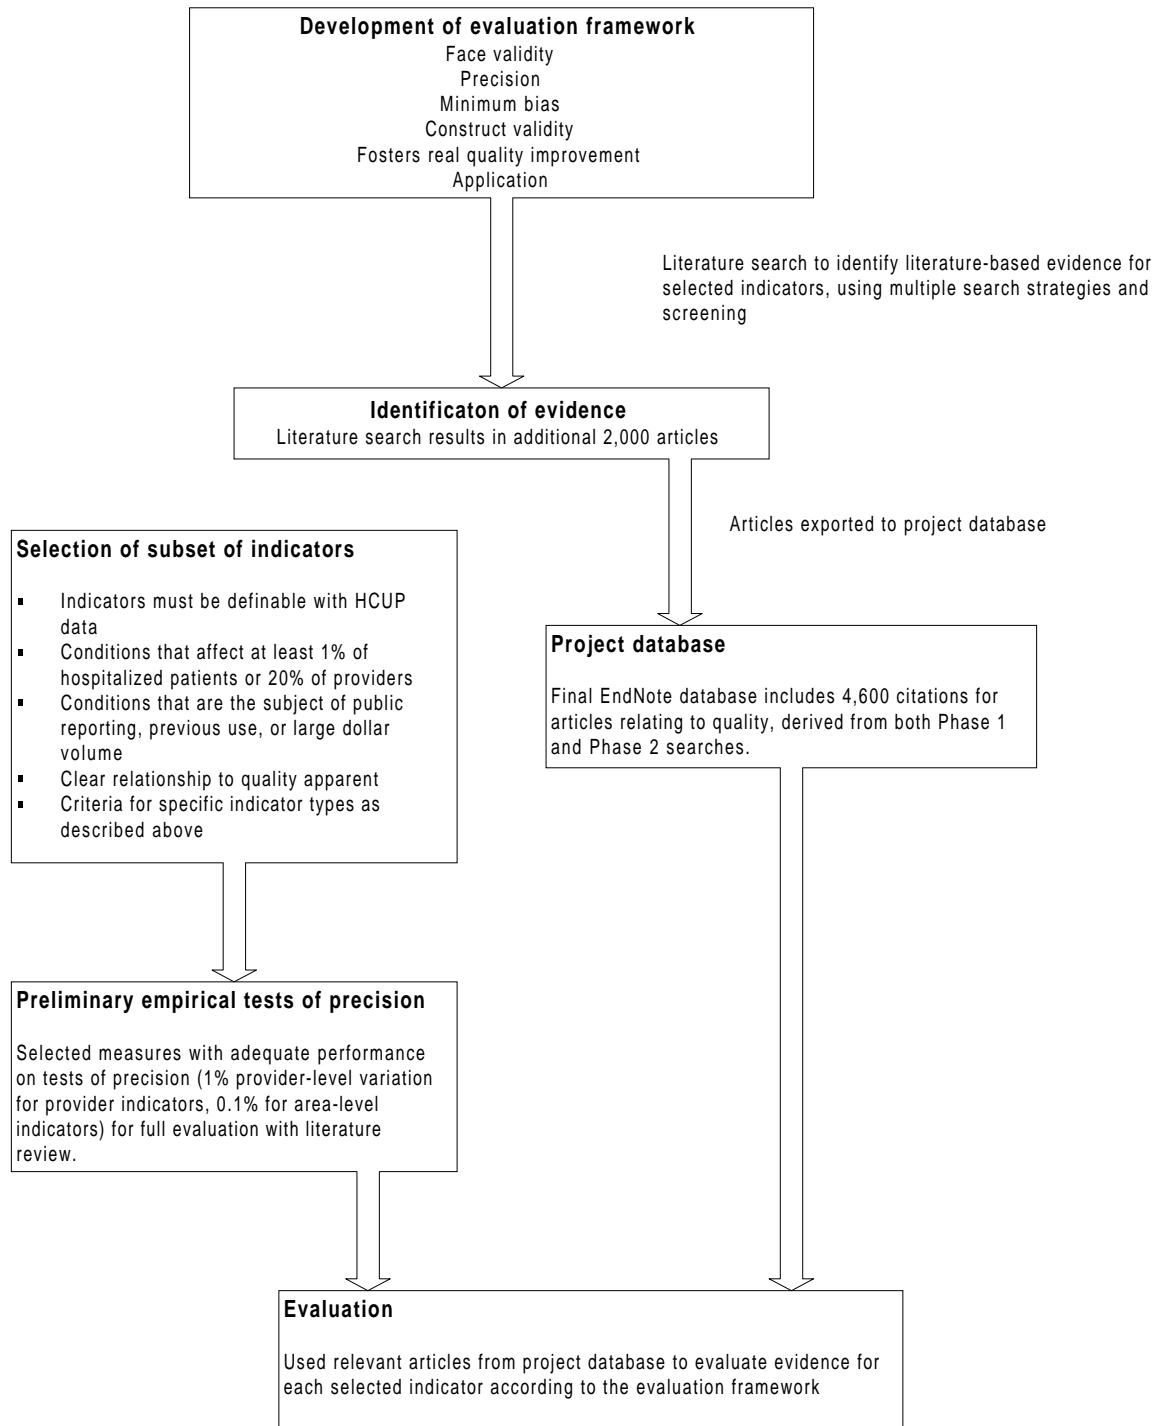 Development of evaluation framework
Face validity
Precision
Minimum bias
Construct validity
Fosters real quality improvement
Application
Literature search to identify literature-based evidence for
selected indicators, using multiple search strategies and
screening
Identificaton of evidence
Literature search results in additional 2,000 articles
Articles exported to project database
Selection of subset of indicators
▪ Indicators must be definable with HCUP
data
▪ Conditions that affect at least 1% of
hospitalized patients or 20% of providers
▪ Conditions that are the subject of public
reporting, previous use, or large dollar
volume
▪ Clear relationship to quality apparent
▪ Criteria for specific indicator types as
described above
Project database
Final EndNote database includes 4,600 citations for
articles relating to quality, derived from both Phase 1
and Phase 2 searches.
Preliminary empirical tests of precision
Selected measures with adequate performance
on tests of precision (1% provider-level variation
for provider indicators, 0.1% for area-level
indicators) for full evaluation with literature
review.
Evaluation
Used relevant articles from project database to evaluate evidence for
each selected indicator according to the evaluation framework